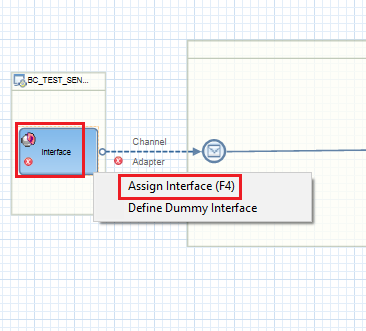 BC_TEST_SEN...
Interface
Channel
Adapter
Assign Interface (F4)
Define Dummy Interface